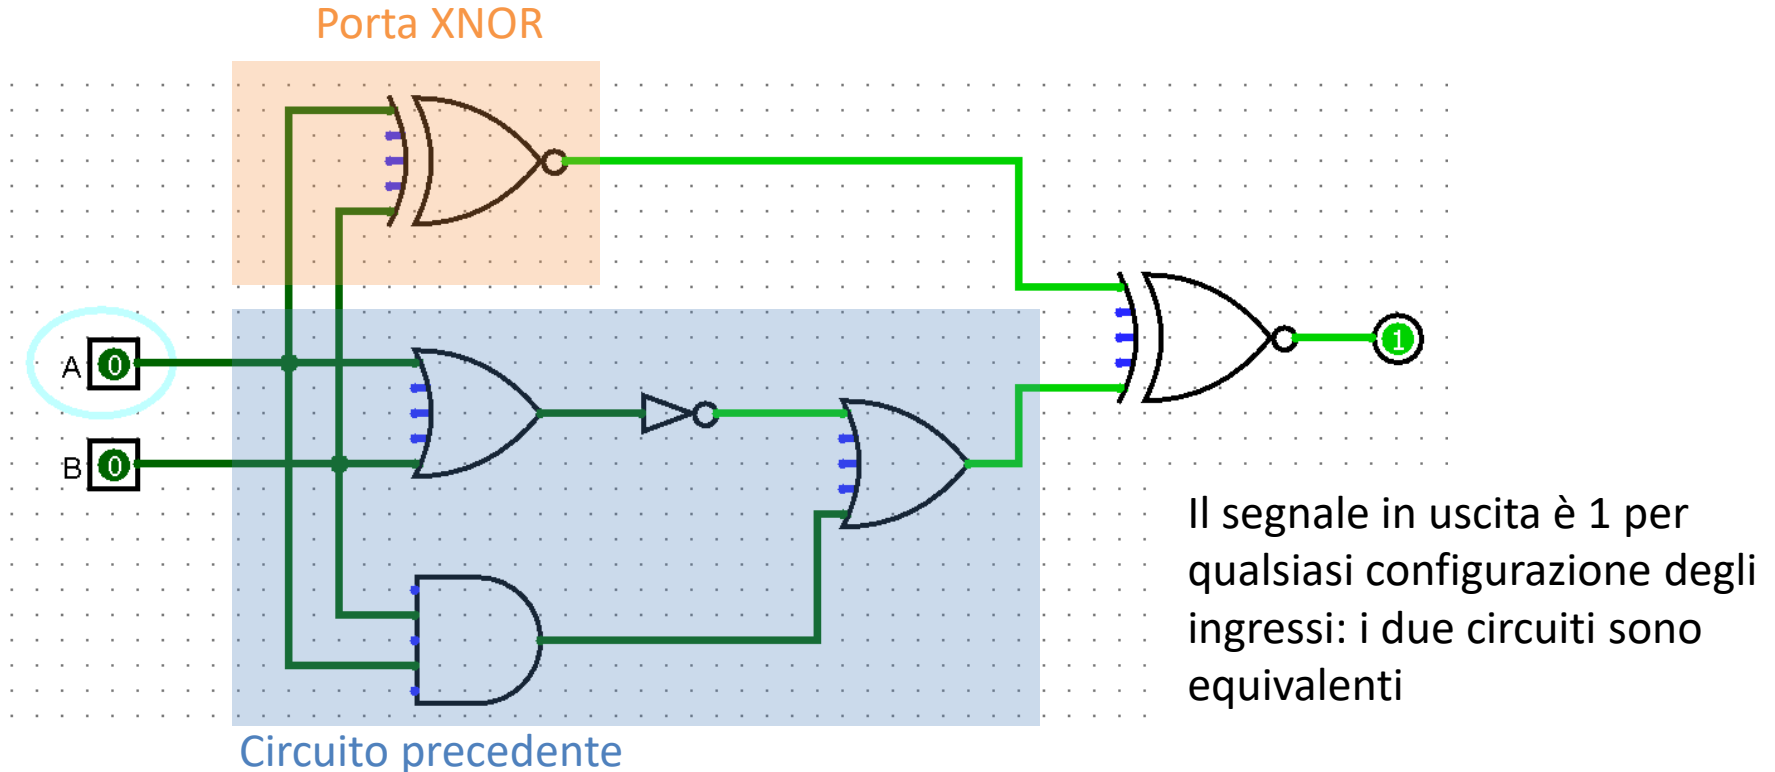 Porta XNOR
A 0
B 0
1
Il segnale in uscita è 1 per
qualsiasi configurazione degli
ingressi: i due circuiti sono
equivalenti
Circuito precedente